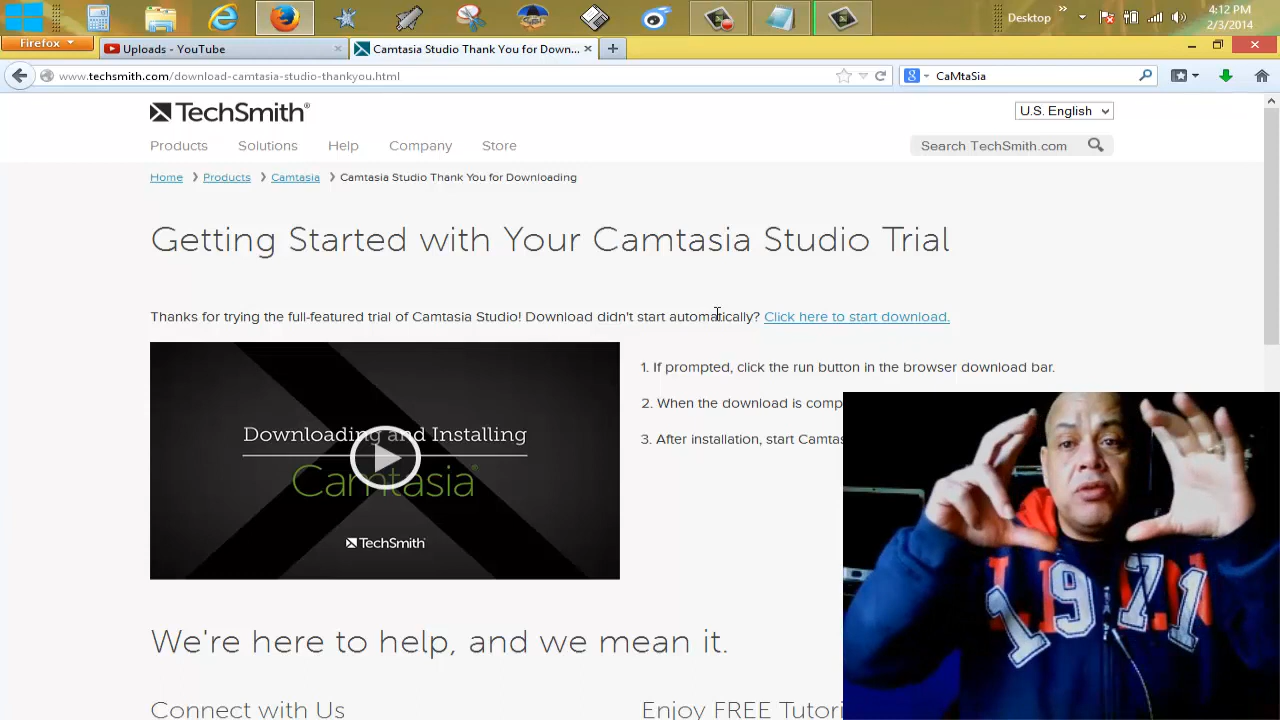 Desktop
4:12 PM
2/3/2014
Firefox
Uploads - YouTube
Camtasia Studio Thank You for Down...
www.techsmith.com/download-camtasia-studio-thankyou.html
CaMtaSia
TechSmith®
U.S. English
Products Solutions Help Company Store
Search TechSmith.com
Home Products Camtasia Camtasia Studio Thank You for Downloading
Getting Started with Your Camtasia Studio Trial
Thanks for trying the full-featured trial of Camtasia Studio! Download didn't start automatically? Click here to start download.
Downloading and Installing
Camtasia®
TechSmith
1. If prompted, click the run button in the browser download bar.
2. When the download is comp
3. After installation, start Camtas
1971
We're here to help, and we mean it.
Connect with Us
Enjoy FREE Tutori